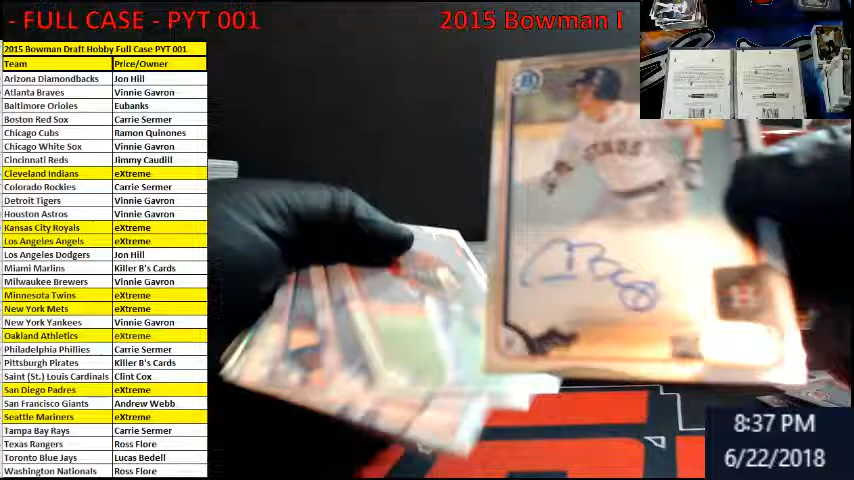 - FULL CASE - PYT 001
2015 Bowman
2015 Bowman Draft Hobby Full Case PYT 001
Team Price/Owner
Arizona Diamondbacks Jon Hill
Atlanta Braves Vinnie Gavron
Baltimore Orioles Eubanks
Boston Red Sox Carrie Sermer
Chicago Cubs Ramon Quinones
Chicago White Sox Vinnie Gavron
Cincinnati Reds Jimmy Caudill
Cleveland Indians eXtreme
Colorado Rockies Carrie Sermer
Detroit Tigers Vinnie Gavron
Houston Astros Vinnie Gavron
Kansas City Royals eXtreme
Los Angeles Angels eXtreme
Los Angeles Dodgers Jon Hill
Miami Marlins Killer B's Cards
Milwaukee Brewers Vinnie Gavron
Minnesota Twins eXtreme
New York Mets eXtreme
New York Yankees Vinnie Gavron
Oakland Athletics eXtreme
Philadelphia Phillies Carrie Sermer
Pittsburgh Pirates Killer B's Cards
Saint (St.) Louis Cardinals Clint Cox
San Diego Padres eXtreme
San Francisco Giants Andrew Webb
Seattle Mariners eXtreme
Tampa Bay Rays Carrie Sermer
Texas Rangers Ross Flore
Toronto Blue Jays Lucas Bedell
Washington Nationals Ross Flore
8:37 PM
6/22/2018